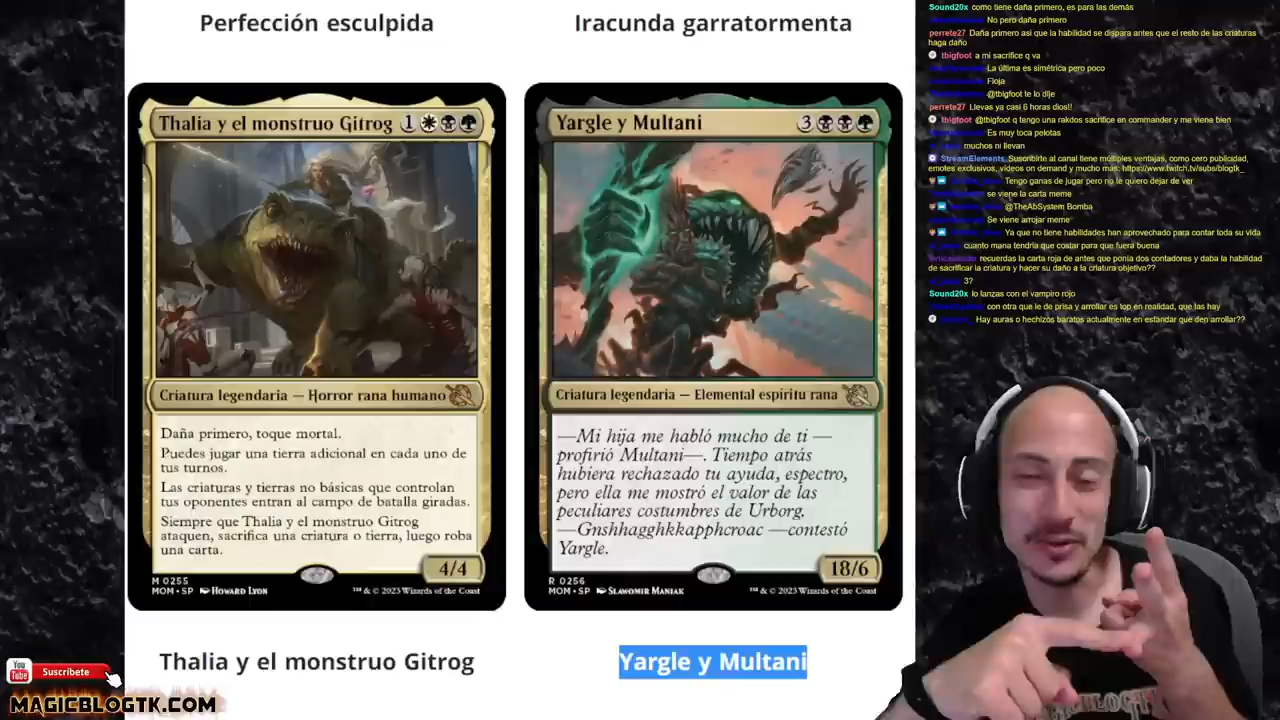 Perfección esculpida
Iracunda garratormenta
Thalia y el monstruo Gitrog 1
Criatura legendaria — Horror rana humano
Daña primero, toque mortal.
Puedes jugar una tierra adicional en cada uno de
tus turnos.
Las criaturas y tierras no básicas que controlan
tus oponentes entran al campo de batalla giradas.
Siempre que Thalia y el monstruo Gitrog
ataquen, sacrifica una criatura o tierra, luego roba
una carta.
4/4
M 0255
MOM • SP Howard Lyon
™ & © 2023 Wizards of the Coast
Yargle y Multani 3
Criatura legendaria — Elemental espíritu rana
—Mi hija me habló mucho de ti —
profirió Multani—. Tiempo atrás
hubiera rechazado tu ayuda, espectro,
pero ella me mostró el valor de las
peculiares costumbres de Urborg.
—Gnshhagghkkapphcroac —contestó
Yargle.
18/6
R 0256
MOM • SP Slawomir Maniak
™ & © 2023 Wizards of the Coast
Thalia y el monstruo Gitrog
Yargle y Multani
You Tube Suscríbete
MAGICBLOGTK.COM
Sound20x como tiene daña primero, es para las demás
No pero daña primero
perrete27 Daña primero así que la habilidad se dispara antes que el resto de las criaturas
haga daño
tbigfoot a mi sacrifice q va
La última es simétrica pero poco
Floja
@tbigfoot te lo dije
perrete27 Llevas ya casi 6 horas dios!!
tbigfoot @tbigfoot q tengo una rakdos sacrifice en commander y me viene bien
Es muy toca pelotas
muchos ni llevan
StreamElements Suscribirte al canal tiene múltiples ventajas, como cero publicidad,
emotes exclusivos, vídeos on demand y mucho más: https://www.twitch.tv/subs/blogtk_
Tengo ganas de jugar pero no te quiero dejar de ver
se viene la carta meme
@TheAbSystem Bomba
Se viene arrojar meme
Ya que no tiene habilidades han aprovechado para contar toda su vida
cuanto mana tendría que costar para que fuera buena
recuerdas la carta roja de antes que ponia dos contadores y daba la habilidad
de sacrificar la criatura y hacer su daño a la criatura objetivo??
3?
Sound20x lo lanzas con el vampiro rojo
con otra que le de prisa y arrollar es top en realidad, que las hay
Hay auras o hechizos baratos actualmente en estandar que den arrollar??